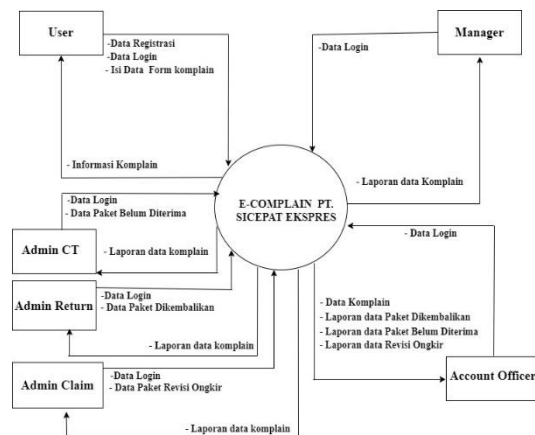 User
-Data Registrasi
-Data Login
- Isi Data Form komplain
- Informasi Komplain
Manager
-Data Login
- Laporan data Komplain
E-COMPLAIN PT.
SICEPAT EKSPRES
-Data Login
- Data Paket Belum Diterima
Admin CT
- Laporan data komplain
Admin Return
-Data Login
- Data Paket Dikembalikan
- Laporan data komplain
Admin Claim
-Data Login
- Data Paket Revisi Ongkir
- Laporan data komplain
- Data Login
- Data Komplain
- Laporan data Paket Dikembalikan
- Laporan data Paket Belum Diterima
- Laporan data Revisi Ongkir
Account Officer